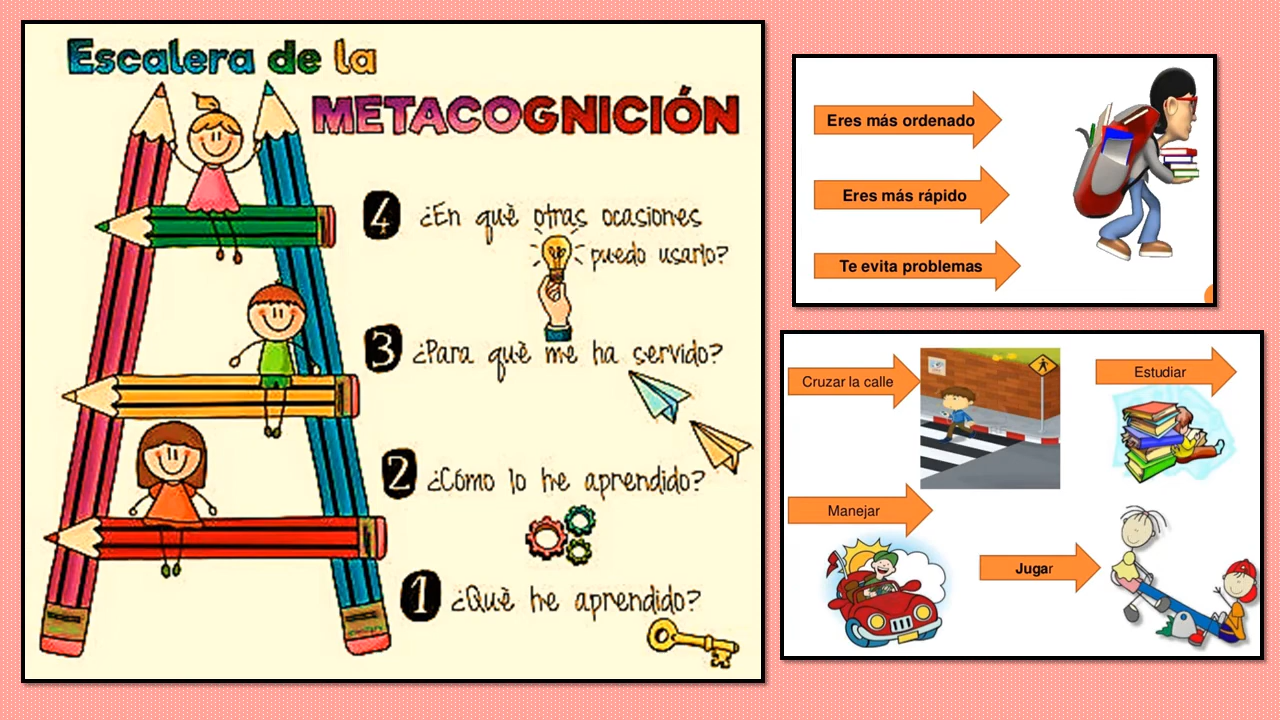 Escalera de la
METACOGNICIÓN
4 ¿En què otras ocasiones
puedo usarlo?
3 ¿Para què me ha servido?
2 ¿Cómo lo he aprendido?
1 ¿Què he aprendido?
Eres más ordenado
Eres más rápido
Te evita problemas
Cruzar la calle
Estudiar
Manejar
Jugar